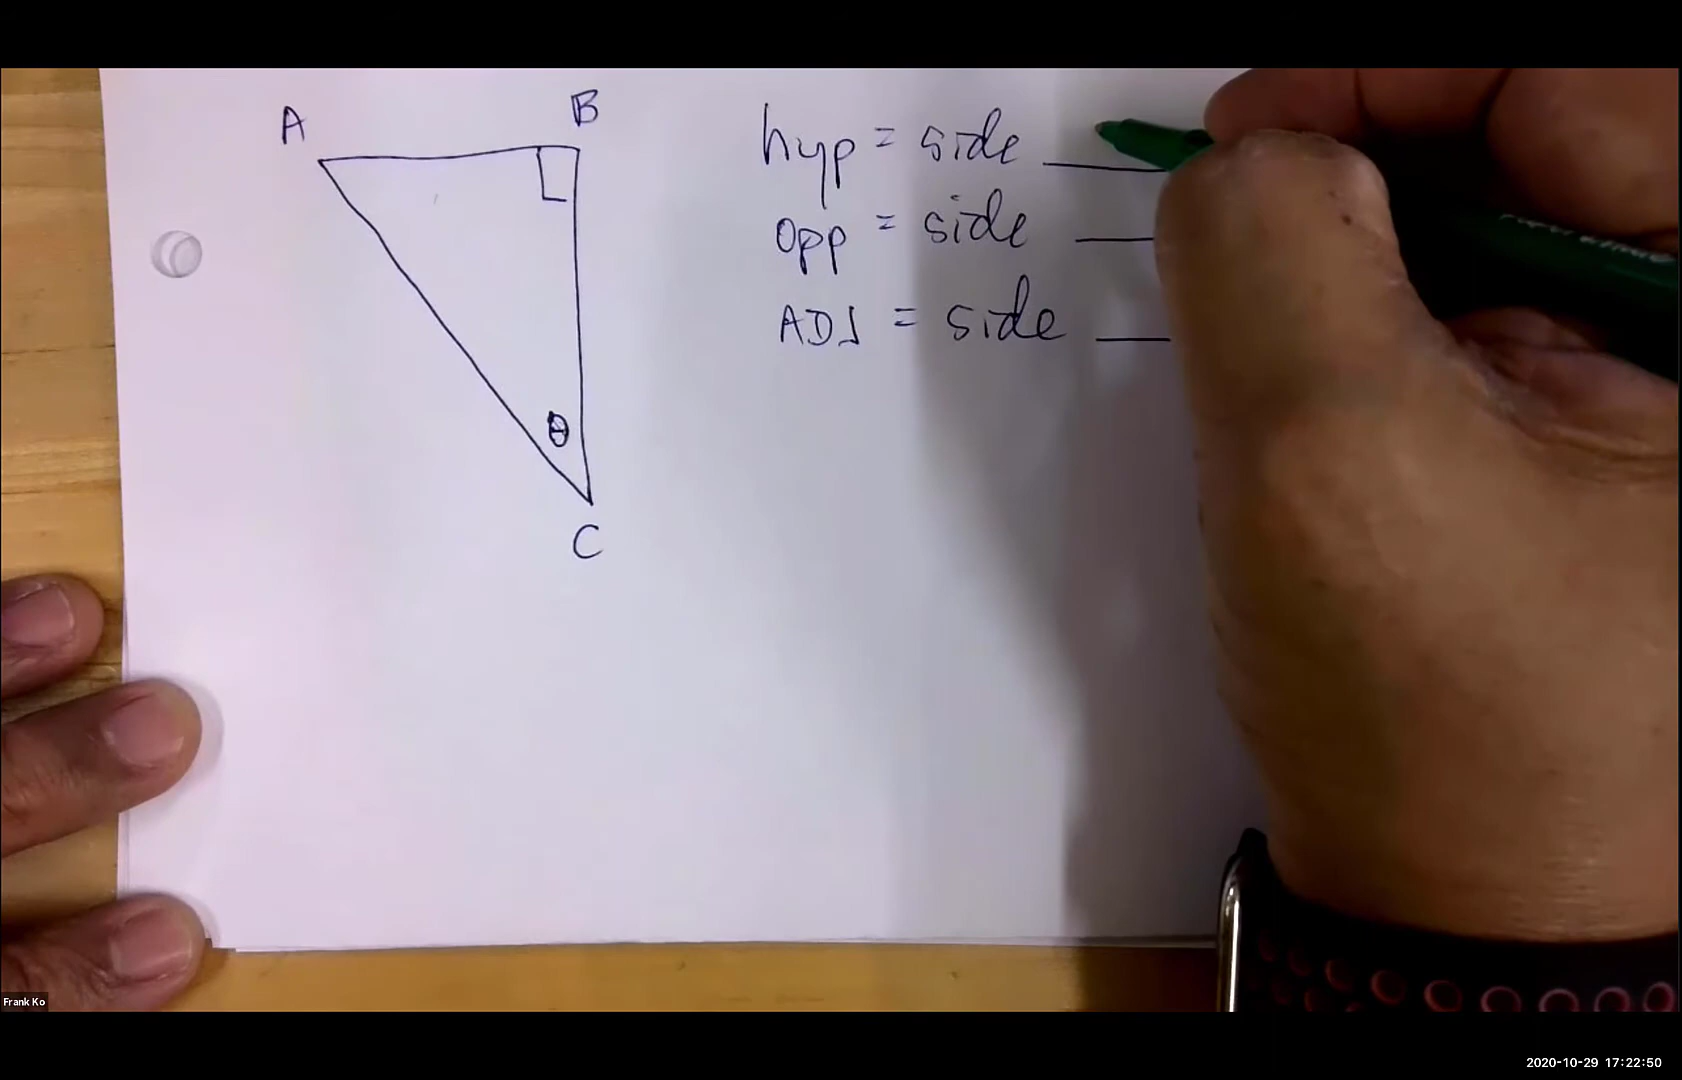 A
B
hyp = side
opp = side
ADJ = side
θ
C
Frank Ko
2020-10-29 17:22:50